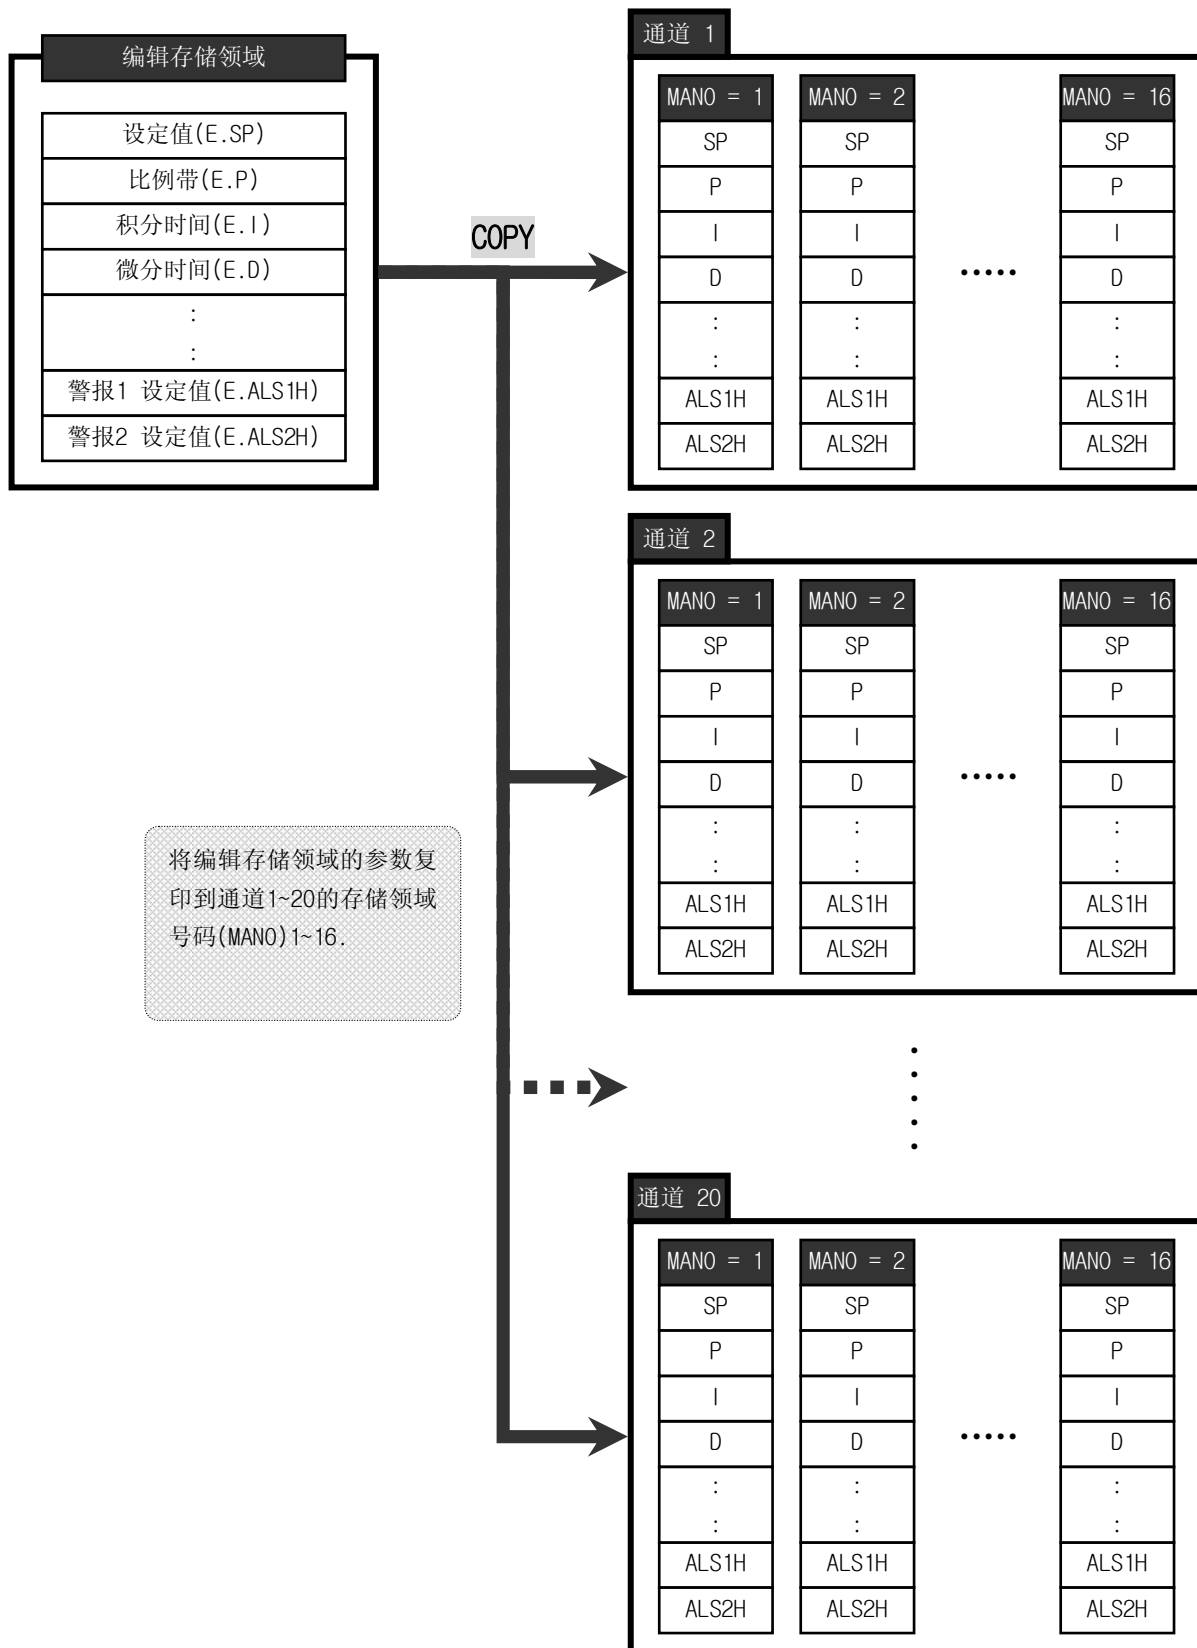 编辑存储领域
设定值(E.SP)
比例带(E.P)
积分时间(E.I)
微分时间(E.D)
:
:
警报1 设定值(E.ALS1H)
警报2 设定值(E.ALS2H)
COPY
将编辑存储领域的参数复
印到通道1~20的存储领域
号码(MANO)1~16.
通道 1
MANO = 1 MANO = 2 MANO = 16
SP SP SP
P P P
I I I
D D ..... D
: : :
: : :
ALS1H ALS1H ALS1H
ALS2H ALS2H ALS2H
通道 2
MANO = 1 MANO = 2 MANO = 16
SP SP SP
P P P
I I I
D D ..... D
: : :
: : :
ALS1H ALS1H ALS1H
ALS2H ALS2H ALS2H
通道 20
MANO = 1 MANO = 2 MANO = 16
SP SP SP
P P P
I I I
D D ..... D
: : :
: : :
ALS1H ALS1H ALS1H
ALS2H ALS2H ALS2H